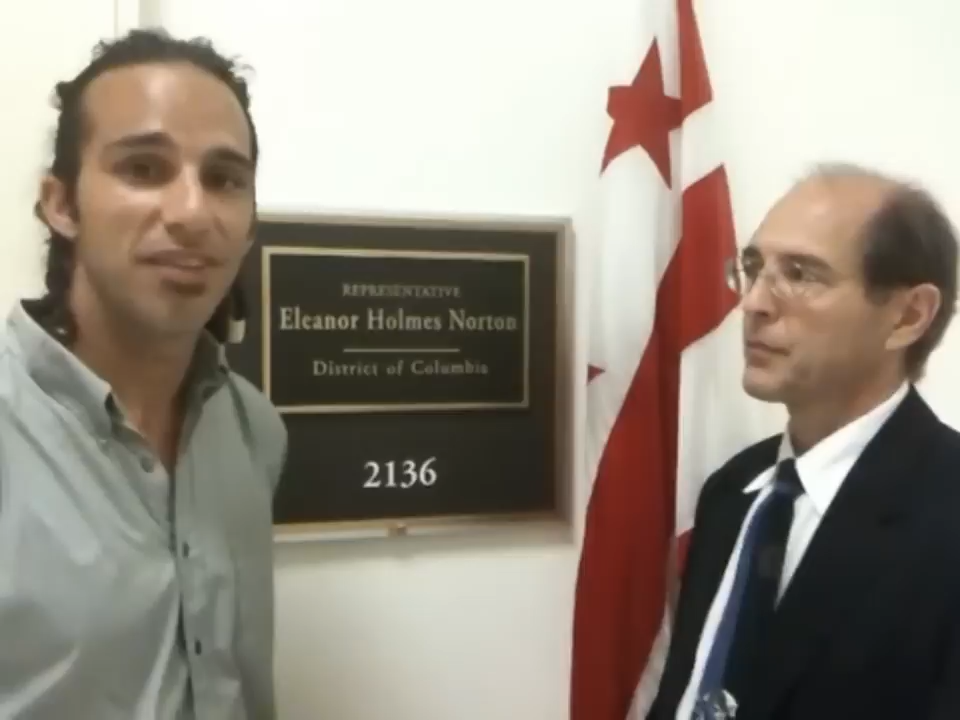 REPRESENTATIVE
Eleanor Holmes Norton
District of Columbia
2136